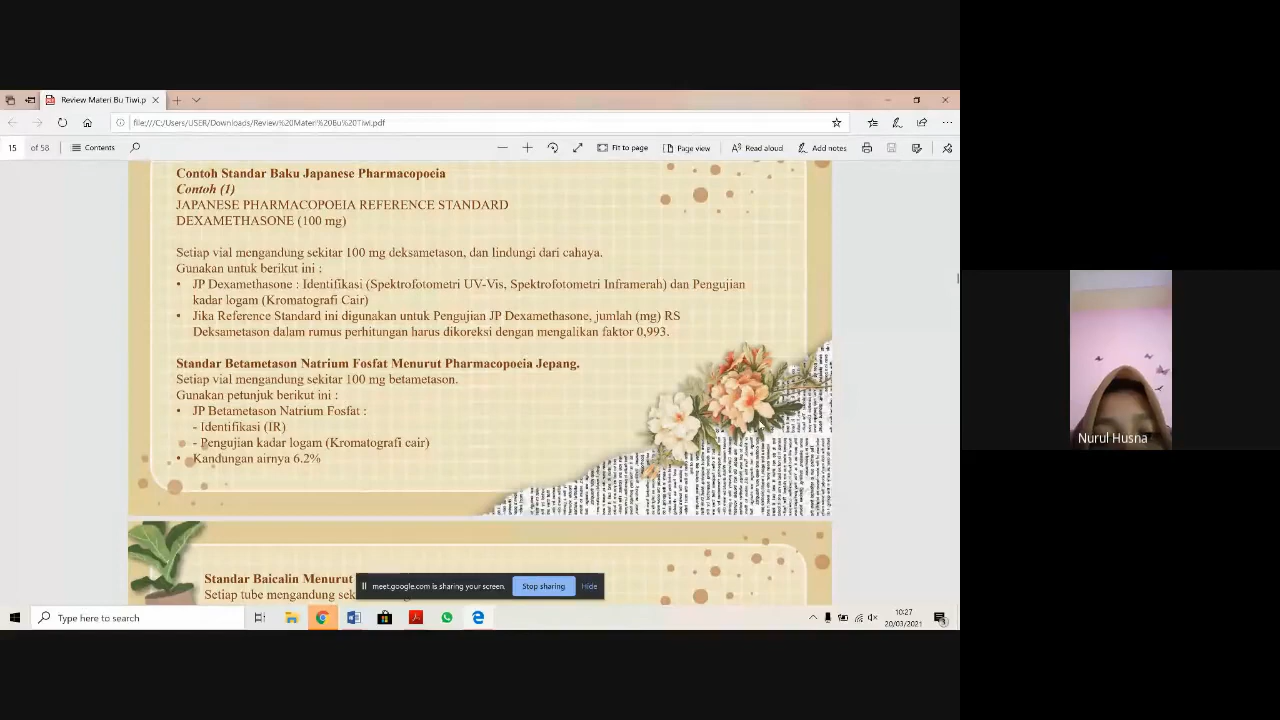 Review Materi Bu Tiwi.p
file:///C:/Users/USER/Downloads/Review%20Materi%20Bu%20Tiwi.pdf
15 of 58 Contents Fit to page Page view Read aloud Add notes
Contoh Standar Baku Japanese Pharmacopoeia
Contoh (1)
JAPANESE PHARMACOPOEIA REFERENCE STANDARD
DEXAMETHASONE (100 mg)
Setiap vial mengandung sekitar 100 mg deksametason, dan lindungi dari cahaya.
Gunakan untuk berikut ini :
• JP Dexamethasone : Identifikasi (Spektrofotometri UV-Vis, Spektrofotometri Inframerah) dan Pengujian
kadar logam (Kromatografi Cair)
• Jika Reference Standard ini digunakan untuk Pengujian JP Dexamethasone, jumlah (mg) RS
Deksametason dalam rumus perhitungan harus dikoreksi dengan mengalikan faktor 0,993.
Standar Betametason Natrium Fosfat Menurut Pharmacopoeia Jepang.
Setiap vial mengandung sekitar 100 mg betametason.
Gunakan petunjuk berikut ini :
• JP Betametason Natrium Fosfat :
- Identifikasi (IR)
- Pengujian kadar logam (Kromatografi cair)
• Kandungan airnya 6.2%
Standar Baicalin Menurut
Setiap tube mengandung sek
meet.google.com is sharing your screen. Stop sharing Hide
Type here to search
10:27
20/03/2021
Nurul Husna